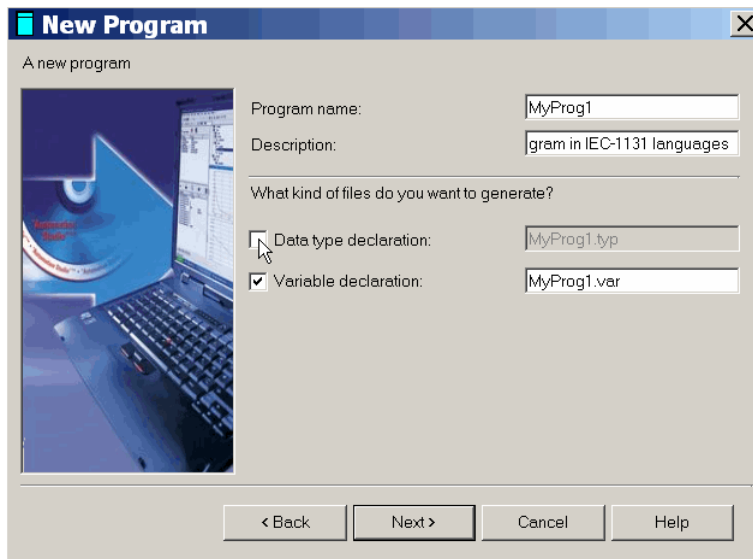 New Program
A new program
Program name:
MyProg1
Description:
gram in IEC-1131 languages
What kind of files do you want to generate?
Data type declaration:
MyProg1.typ
Variable declaration:
MyProg1.var
< Back
Next >
Cancel
Help